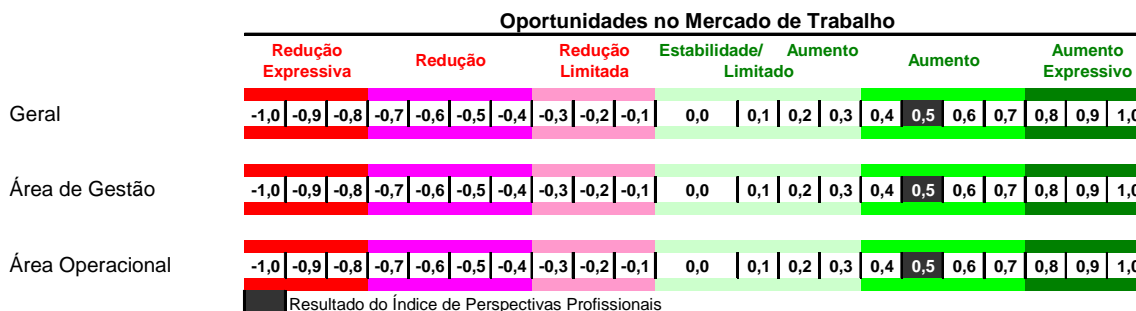 Oportunidades no Mercado de Trabalho
Redução Expressiva Redução Redução Limitada Estabilidade/ Aumento Limitado Aumento Aumento Expressivo
Geral -1,0 -0,9 -0,8 -0,7 -0,6 -0,5 -0,4 -0,3 -0,2 -0,1 0,0 0,1 0,2 0,3 0,4 0,5 0,6 0,7 0,8 0,9 1,0
Área de Gestão -1,0 -0,9 -0,8 -0,7 -0,6 -0,5 -0,4 -0,3 -0,2 -0,1 0,0 0,1 0,2 0,3 0,4 0,5 0,6 0,7 0,8 0,9 1,0
Área Operacional -1,0 -0,9 -0,8 -0,7 -0,6 -0,5 -0,4 -0,3 -0,2 -0,1 0,0 0,1 0,2 0,3 0,4 0,5 0,6 0,7 0,8 0,9 1,0
Resultado do Índice de Perspectivas Profissionais